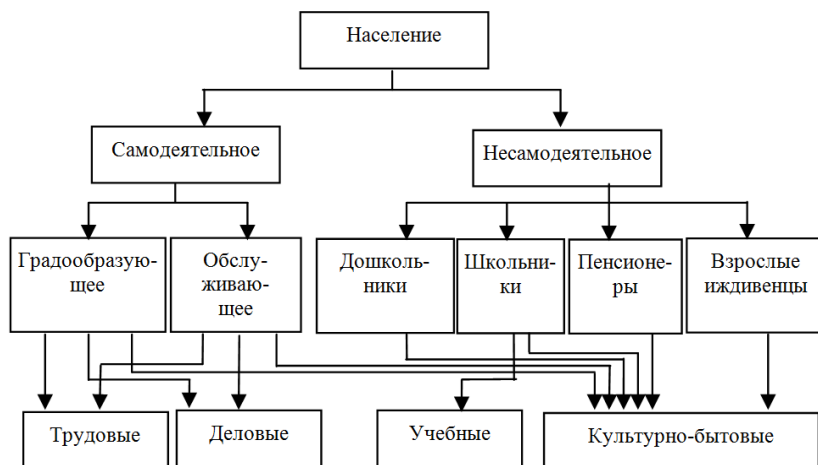 Население
Самодеятельное
Несамодеятельное
Градообразую-
щее
Обслу-
живаю-
щее
Дошколь-
ники
Школьни-
ки
Пенсионе-
ры
Взрослые
иждивенцы
Трудовые
Деловые
Учебные
Культурно-бытовые